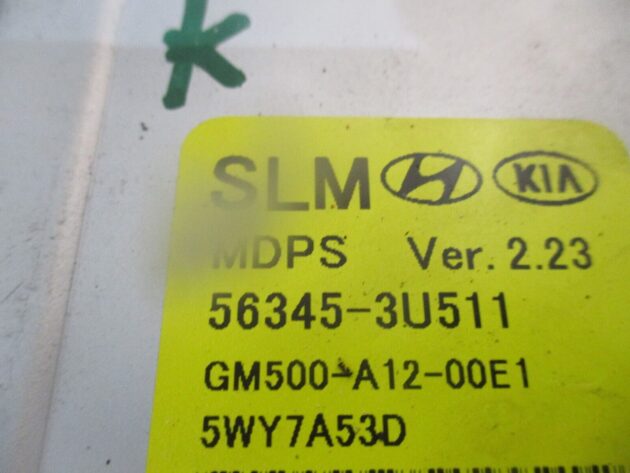 K
SLM KIA
MDPS Ver. 2.23
56345-3U511
GM500-A12-00E1
5WY7A53D